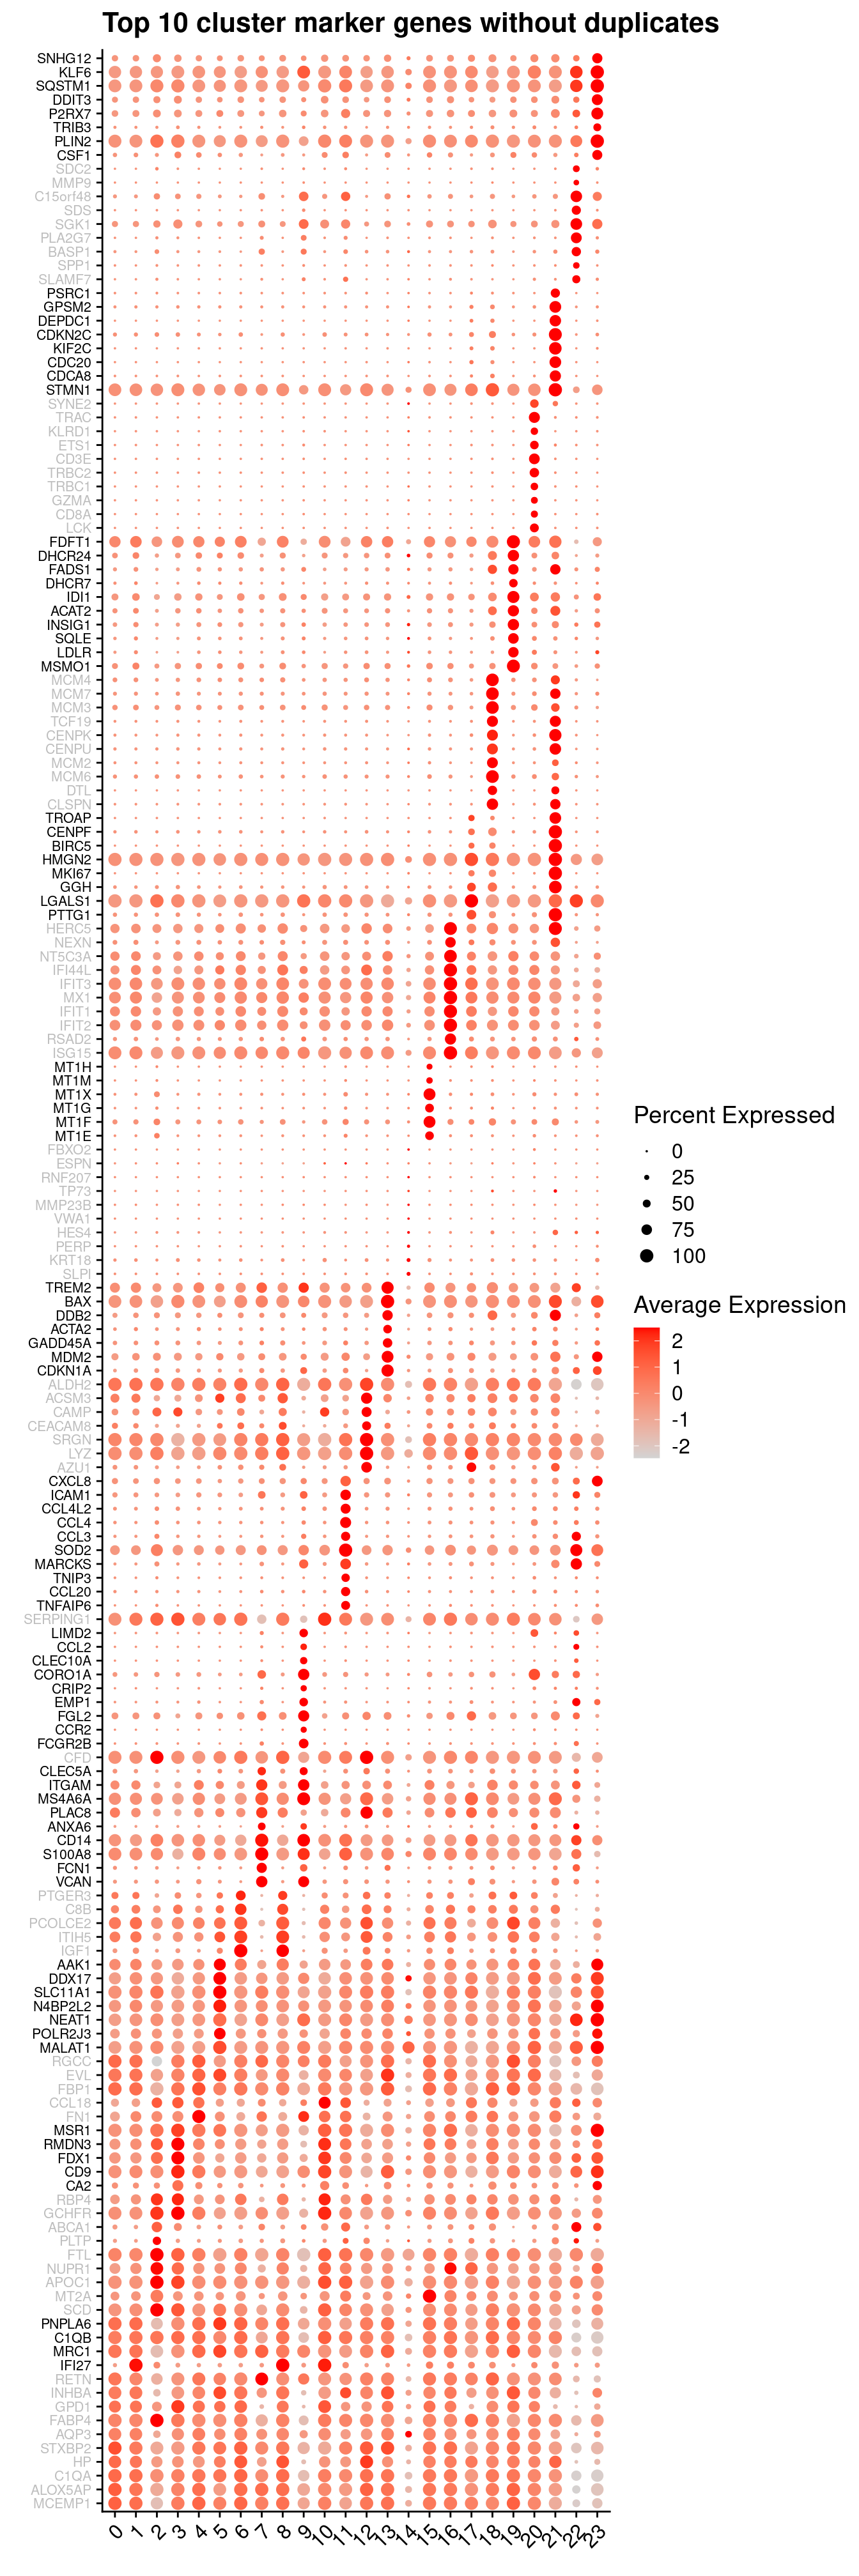 Top 10 cluster marker genes without duplicates
SNHG12
KLF6
SQSTM1
DDIT3
P2RX7
TRIB3
PLIN2
CSF1
SDC2
MMP9
C15orf48
SDS
SGK1
PLA2G7
BASP1
SPP1
SLAMF7
PSRC1
GPSM2
DEPDC1
CDKN2C
KIF2C
CDC20
CDCA8
STMN1
SYNE2
TRAC
KLRD1
ETS1
CD3E
TRBC2
TRBC1
GZMA
CD8A
LCK
FDFT1
DHCR24
FADS1
DHCR7
IDI1
ACAT2
INSIG1
SQLE
LDLR
MSMO1
MCM4
MCM7
MCM3
TCF19
CENPK
CENPU
MCM2
MCM6
DTL
CLSPN
TROAP
CENPF
BIRC5
HMGN2
MKI67
GGH
LGALS1
PTTG1
HERC5
NEXN
NT5C3A
IFI44L
IFIT3
MX1
IFIT1
IFIT2
RSAD2
ISG15
MT1H
MT1M
MT1X
MT1G
MT1F
MT1E
FBXO2
ESPN
RNF207
TP73
MMP23B
VWA1
HES4
PERP
KRT18
SLPI
TREM2
BAX
DDB2
ACTA2
GADD45A
MDM2
CDKN1A
ALDH2
ACSM3
CAMP
CEACAM8
SRGN
LYZ
AZU1
CXCL8
ICAM1
CCL4L2
CCL4
CCL3
SOD2
MARCKS
TNIP3
CCL20
TNFAIP6
SERPING1
LIMD2
CCL2
CLEC10A
CORO1A
CRIP2
EMP1
FGL2
CCR2
FCGR2B
CFD
CLEC5A
ITGAM
MS4A6A
PLAC8
ANXA6
CD14
S100A8
FCN1
VCAN
PTGER3
C8B
PCOLCE2
ITIH5
IGF1
AAK1
DDX17
SLC11A1
N4BP2L2
NEAT1
POLR2J3
MALAT1
RGCC
EVL
FBP1
CCL18
FN1
MSR1
RMDN3
FDX1
CD9
CA2
RBP4
GCHFR
ABCA1
PLTP
FTL
NUPR1
APOC1
MT2A
SCD
PNPLA6
C1QB
MRC1
IFI27
RETN
INHBA
GPD1
FABP4
AQP3
STXBP2
HP
C1QA
ALOX5AP
MCEMP1
0 1 2 3 4 5 6 7 8 9 10 11 12 13 14 15 16 17 18 19 20 21 22 23
Percent Expressed
0
25
50
75
100
Average Expression
2
1
0
-1
-2